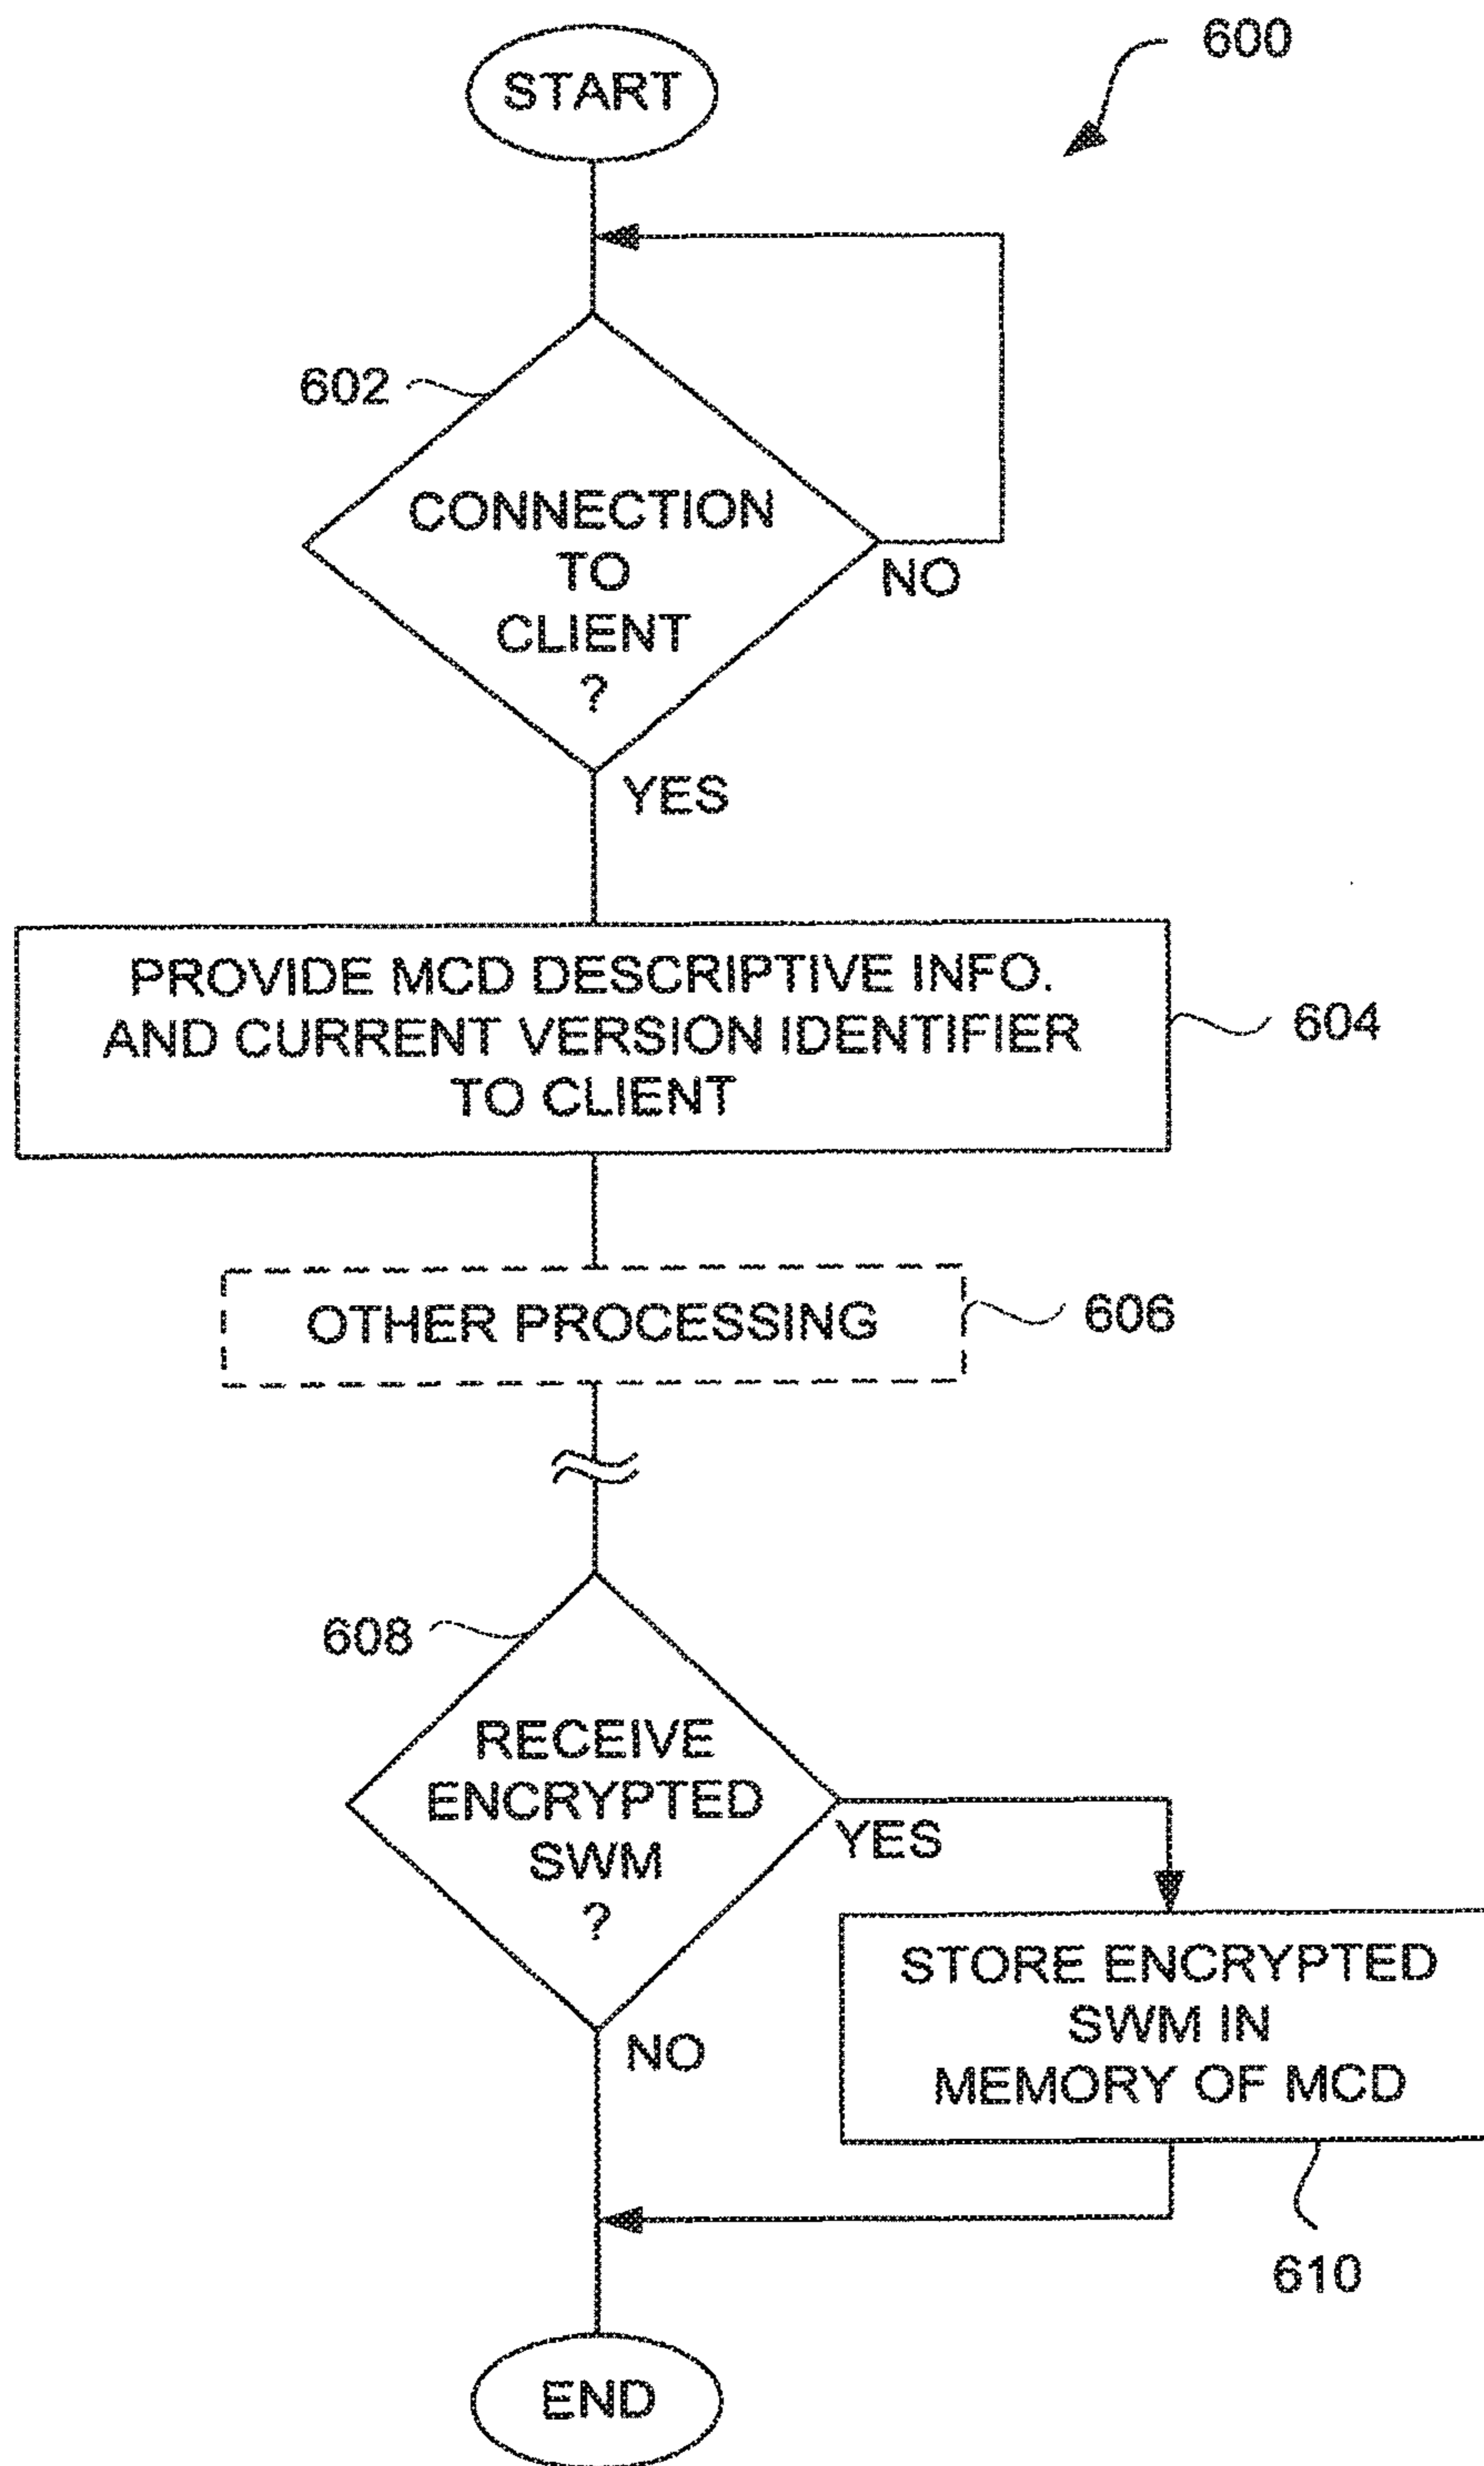 600
START
602
CONNECTION
TO
CLIENT
?
NO
YES
PROVIDE MCD DESCRIPTIVE INFO.
AND CURRENT VERSION IDENTIFIER
TO CLIENT
604
OTHER PROCESSING
606
608
RECEIVE
ENCRYPTED
SWM
?
YES
NO
STORE ENCRYPTED
SWM IN
MEMORY OF MCD
610
END